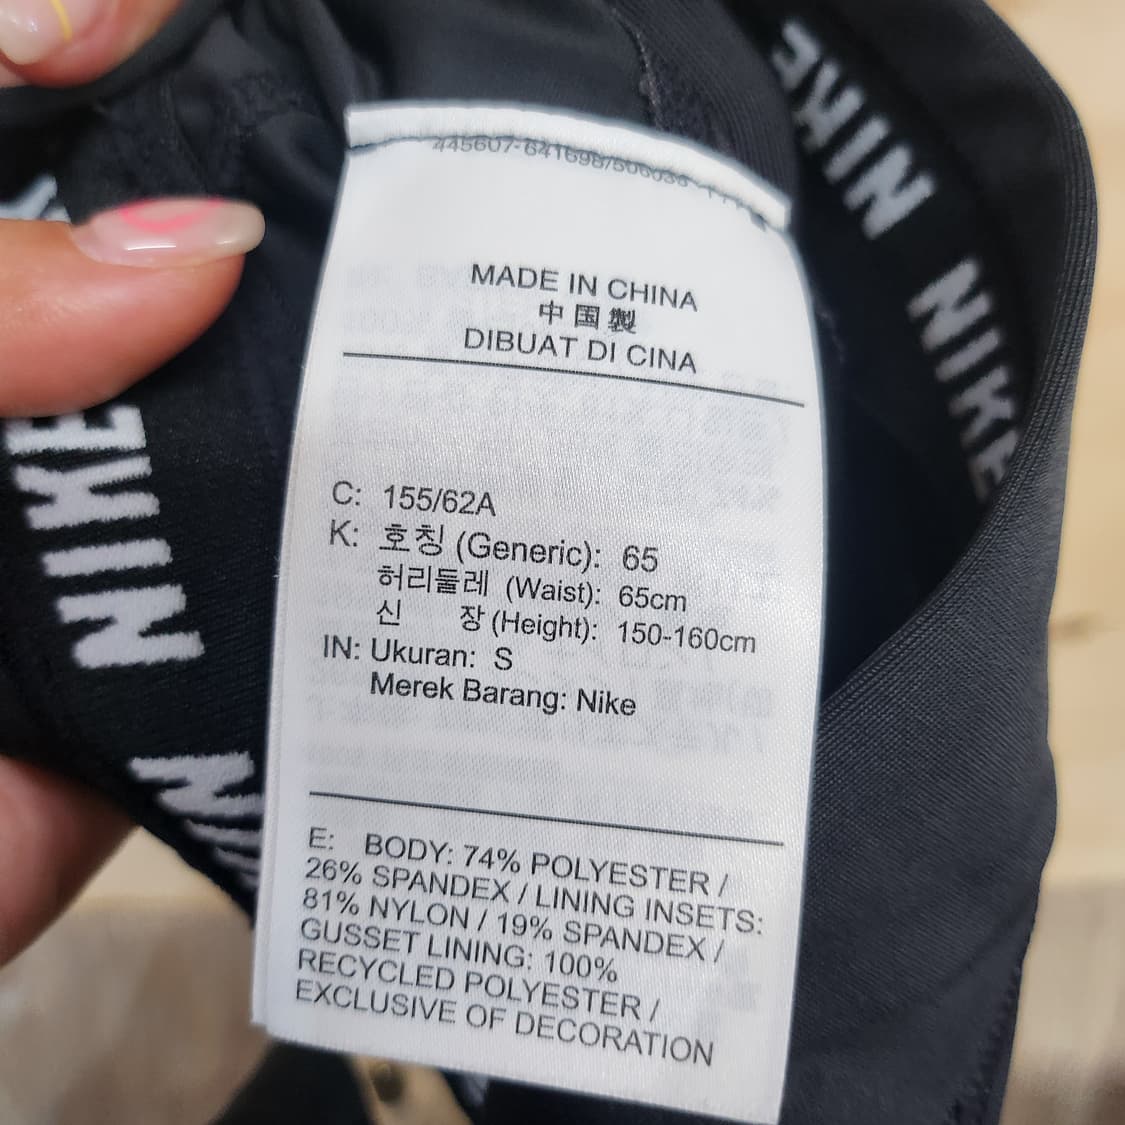 MADE IN CHINA
中国製
DIBUAT DI CINA
C: 155/62A
K: 호칭 (Generic): 65
허리둘레 (Waist): 65cm
신 장 (Height): 150-160cm
IN: Ukuran: S
Merek Barang: Nike
E: BODY: 74% POLYESTER /
26% SPANDEX / LINING INSETS:
81% NYLON / 19% SPANDEX /
GUSSET LINING: 100%
RECYCLED POLYESTER /
EXCLUSIVE OF DECORATION
NIKE
NIKE
NIKE